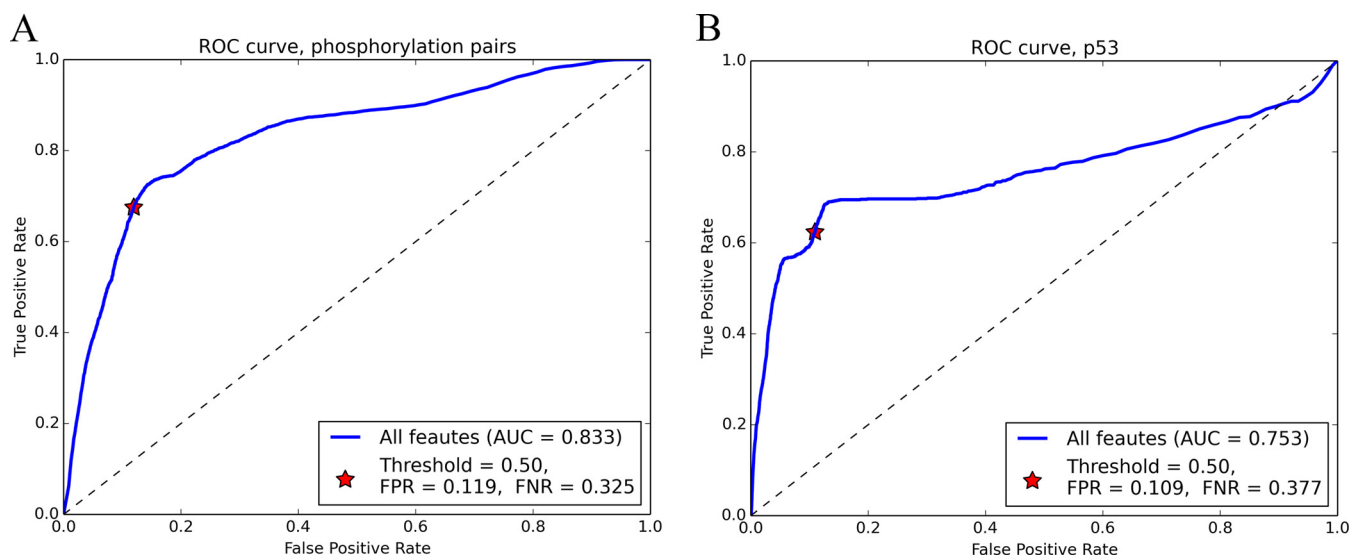 A
ROC curve, phosphorylation pairs
1.0
0.8
0.6
0.4
0.2
0.0
True Positive Rate
0.0 0.2 0.4 0.6 0.8 1.0
False Positive Rate
All feautes (AUC = 0.833)
Threshold = 0.50,
FPR = 0.119, FNR = 0.325
B
ROC curve, p53
1.0
0.8
0.6
0.4
0.2
0.0
True Positive Rate
0.0 0.2 0.4 0.6 0.8 1.0
False Positive Rate
All feautes (AUC = 0.753)
Threshold = 0.50,
FPR = 0.109, FNR = 0.377